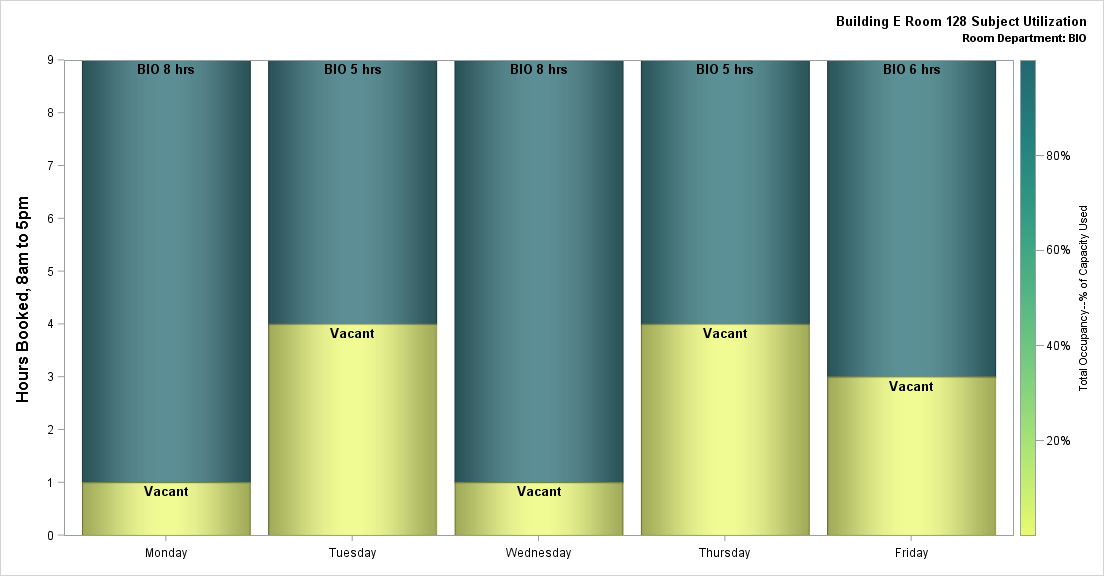 Building E Room 128 Subject Utilization
Room Department: BIO
Hours Booked, 8am to 5pm
9
8
7
6
5
4
3
2
1
0
BIO 8 hrs
Vacant
BIO 5 hrs
Vacant
BIO 8 hrs
Vacant
BIO 5 hrs
Vacant
BIO 6 hrs
Vacant
Monday
Tuesday
Wednesday
Thursday
Friday
80%
60%
40%
20%
Total Occupancy--% of Capacity Used